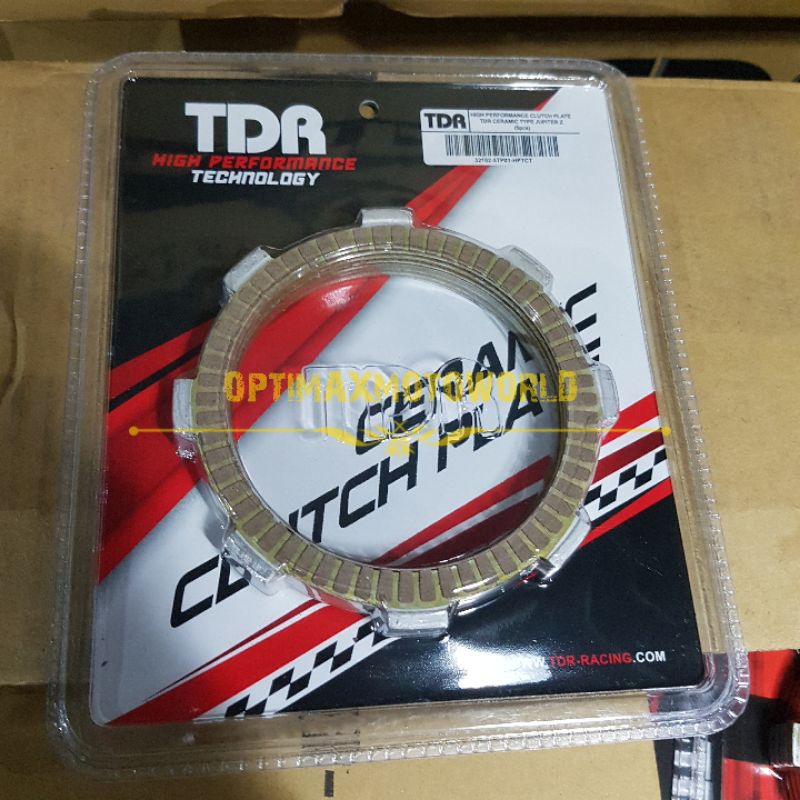 TDR
HIGH PERFORMANCE
TECHNOLOGY
TDR
HIGH PERFORMANCE CLUTCH PLATE
TDR CERAMIC TYPE JUPITER Z
(5pcs)
OPTIMAXMOTOWORLD
CERAMIC
CLUTCH PLATE
WWW.TDR-RACING.COM